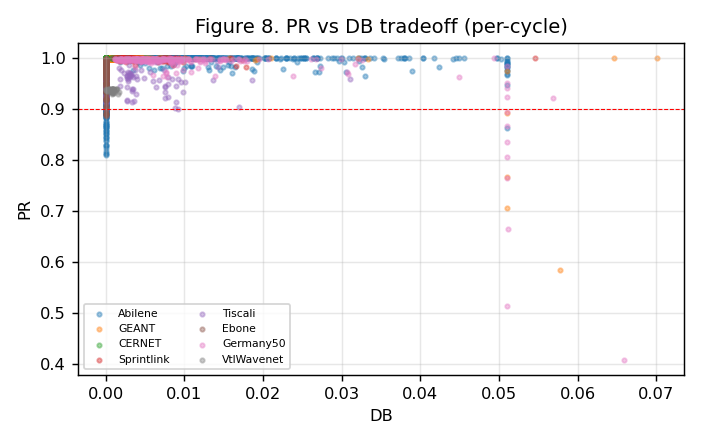 Figure 8. PR vs DB tradeoff (per-cycle)
1.0
0.9
0.8
0.7
0.6
0.5
0.4
PR
Abilene
GEANT
CERNET
Sprintlink
Tiscali
Ebone
Germany50
VtlWavenet
0.00
0.01
0.02
0.03
0.04
0.05
0.06
0.07
DB